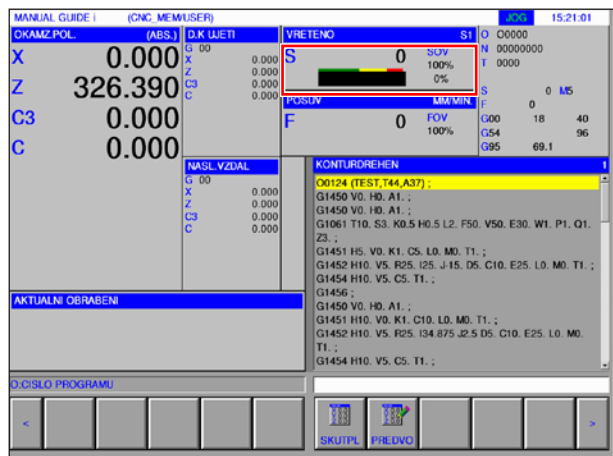 MANUAL GUIDE i (CNC_MEM/USER) JOG 15:21:01
OKAMZ.POL. (ABS.)
X 0.000
Z 326.390
C3 0.000
C 0.000
D.K UJETI
G 00
X 0.000
Z 0.000
C3 0.000
C 0.000
NASL.VZDAL
G 00
X 0.000
Z 0.000
C3 0.000
C 0.000
VRETENO S1
S 0 SOV
100%
0%
POSUV MM/MIN.
F 0 FOV
100%
O O0000
N 00000000
T 0000
S 0 M5
F 0
G00 18 40
G54 96
G95 69.1
KONTURDREHEN 1
O0124 (TEST,T44,A37) ;
G1450 V0. H0. A1. ;
G1450 V0. H0. A1. ;
G1061 T10. S3. K0.5 H0.5 L2. F50. V50. E30. W1. P1. Q1.
Z3. ;
G1451 H5. V0. K1. C5. L0. M0. T1. ;
G1452 H10. V5. R25. I25. J-15. D5. C10. E25. L0. M0. T1. ;
G1454 H10. V5. C5. T1. ;
G1456 ;
G1450 V0. H0. A1. ;
G1451 H10. V0. K1. C10. L0. M0. T1. ;
G1452 H10. V5. R25. I34.875 J2.5 D5. C10. E25. L0. M0.
T1. ;
G1454 H10. V5. C5. T1. ;
AKTUALNI OBRABENI
O:CISLO PROGRAMU
< SKUTPL PREDVO >